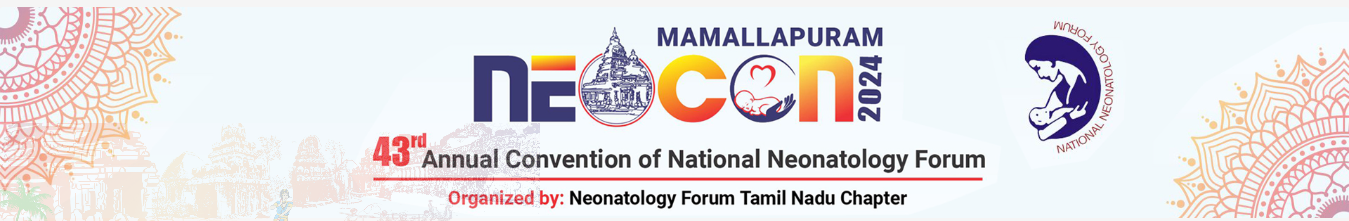 MAMALLAPURAM
NEOCON
2024
43rd Annual Convention of National Neonatology Forum
Organized by: Neonatology Forum Tamil Nadu Chapter
NATIONAL NEONATOLOGY FORUM
NNF